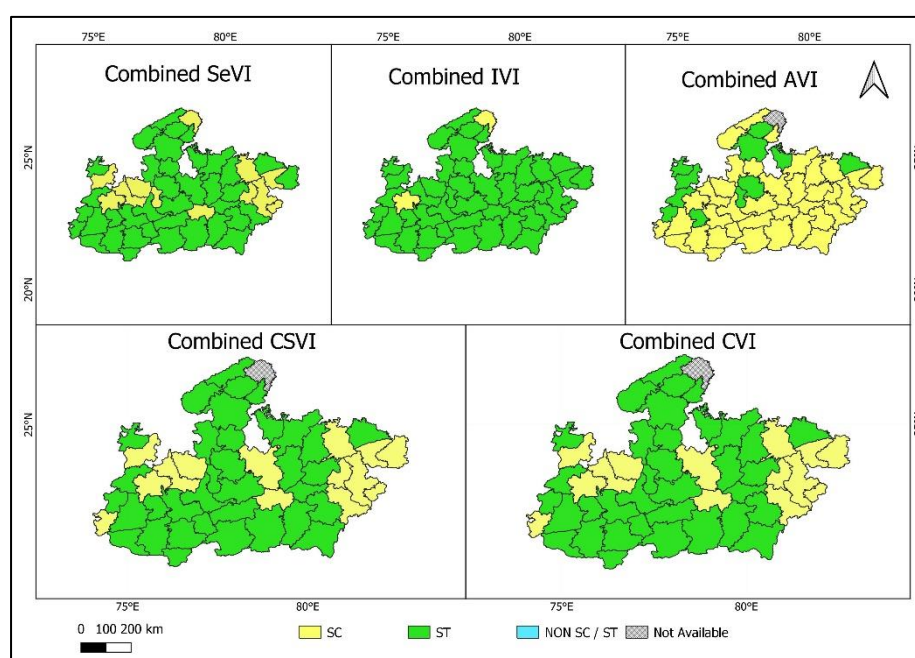 75°E 80°E 75°E 80°E 75°E 80°E
Combined SeVI Combined IVI Combined AVI
25°N
20°N
Combined CSVI Combined CVI
25°N
75°E 80°E 75°E 80°E
0 100 200 km SC ST NON SC / ST Not Available